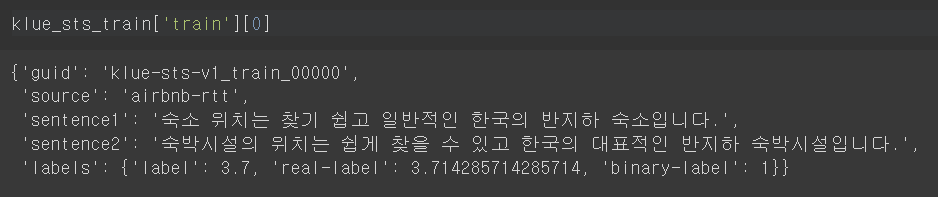 klue_sts_train['train'][0]
{'guid': 'klue-sts-v1_train_00000',
'source': 'airbnb-rtt',
'sentence1': '숙소 위치는 찾기 쉽고 일반적인 한국의 반지하 숙소입니다.',
'sentence2': '숙박시설의 위치는 쉽게 찾을 수 있고 한국의 대표적인 반지하 숙박시설입니다.',
'labels': {'label': 3.7, 'real-label': 3.714285714285714, 'binary-label': 1}}